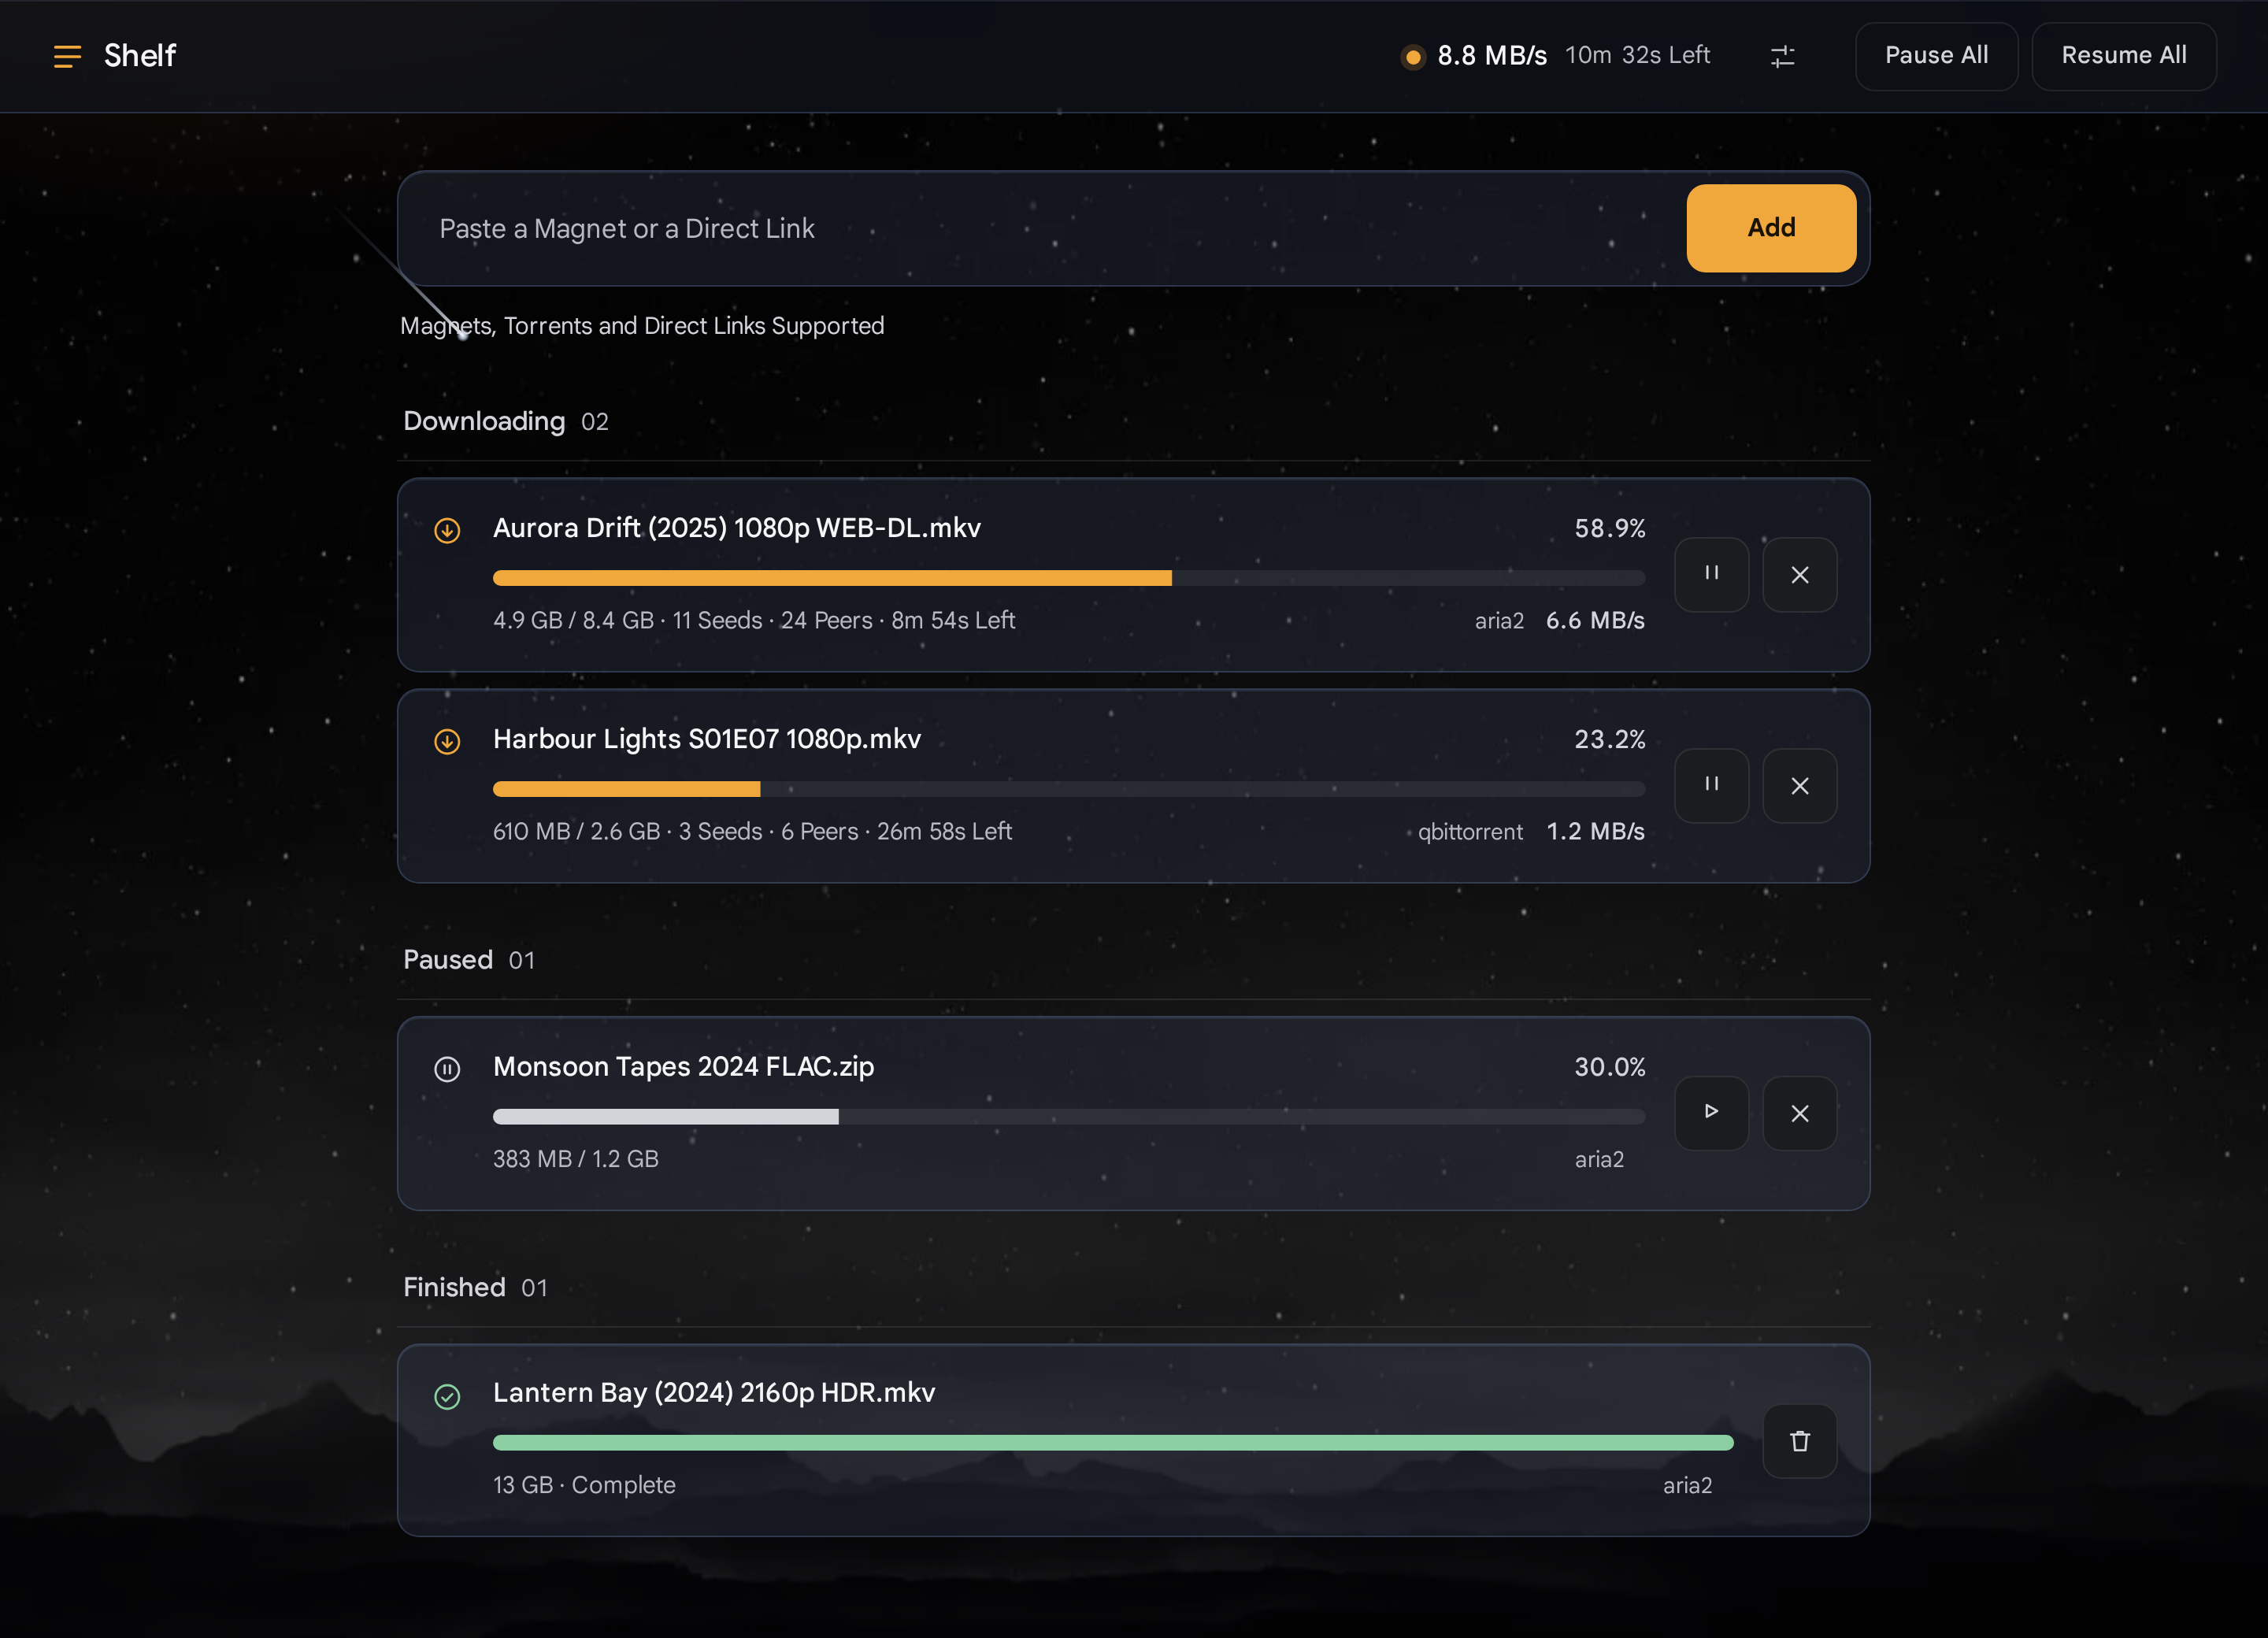 Shelf
8.8 MB/s 10m 32s Left
Pause All
Resume All
Paste a Magnet or a Direct Link
Add
Magnets, Torrents and Direct Links Supported
Downloading 02
Aurora Drift (2025) 1080p WEB-DL.mkv 58.9%
4.9 GB / 8.4 GB · 11 Seeds · 24 Peers · 8m 54s Left aria2 6.6 MB/s
Harbour Lights S01E07 1080p.mkv 23.2%
610 MB / 2.6 GB · 3 Seeds · 6 Peers · 26m 58s Left qbittorrent 1.2 MB/s
Paused 01
Monsoon Tapes 2024 FLAC.zip 30.0%
383 MB / 1.2 GB aria2
Finished 01
Lantern Bay (2024) 2160p HDR.mkv
13 GB · Complete aria2